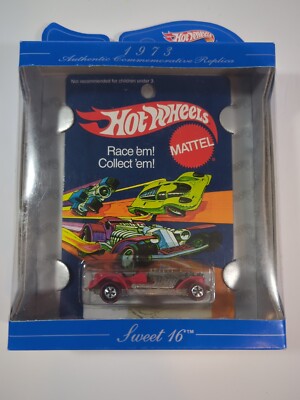 Hot Wheels
1973
Authentic Commemorative Replica
Not recommended for children under 3
Hot Wheels
MATTEL
Race 'em!
Collect 'em!
Sweet 16™